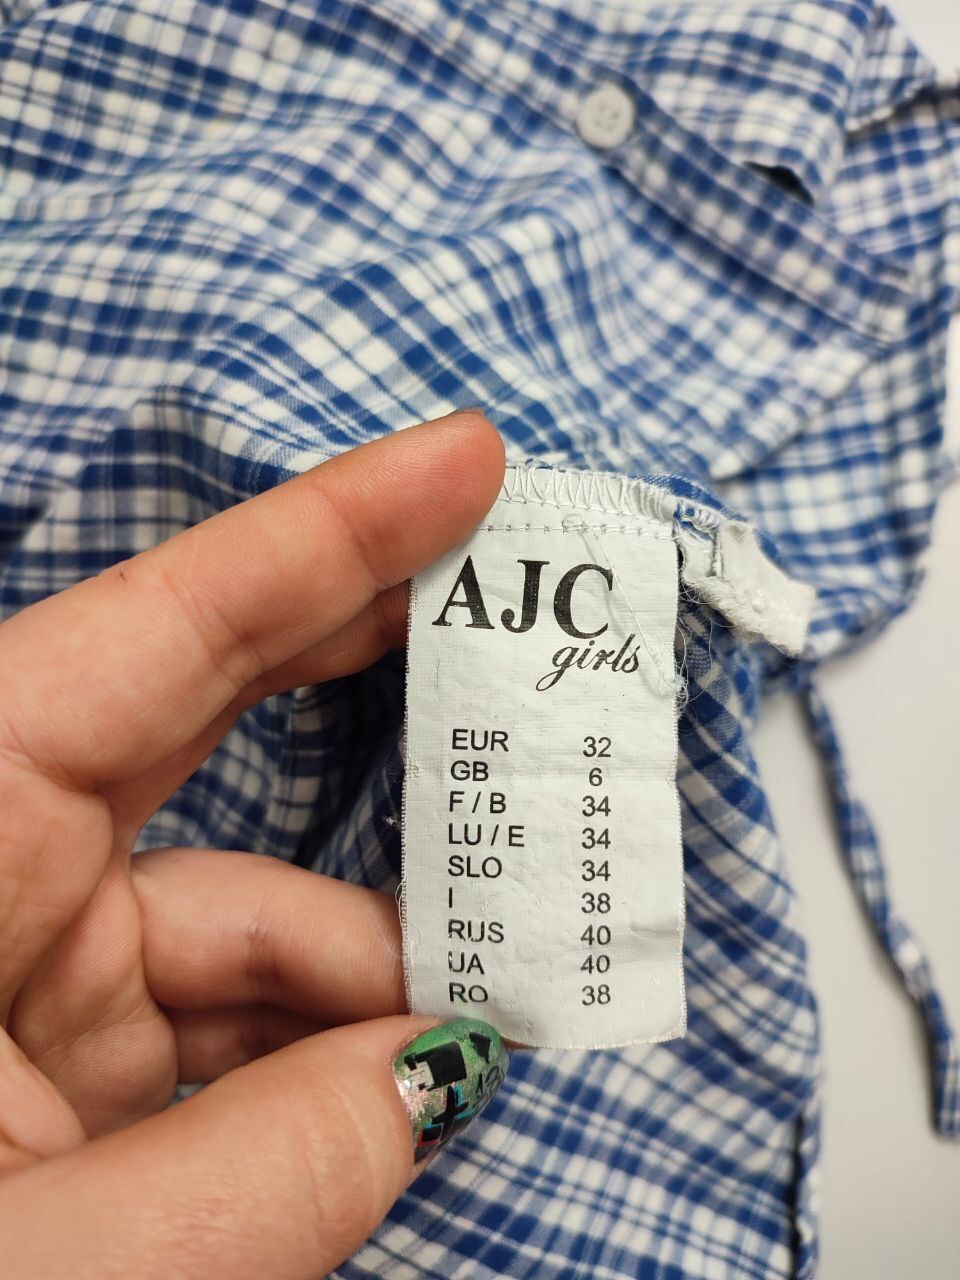 AJC
girls
EUR 32
GB 6
F / B 34
LU / E 34
SLO 34
I 38
RUS 40
UA 40
RO 38